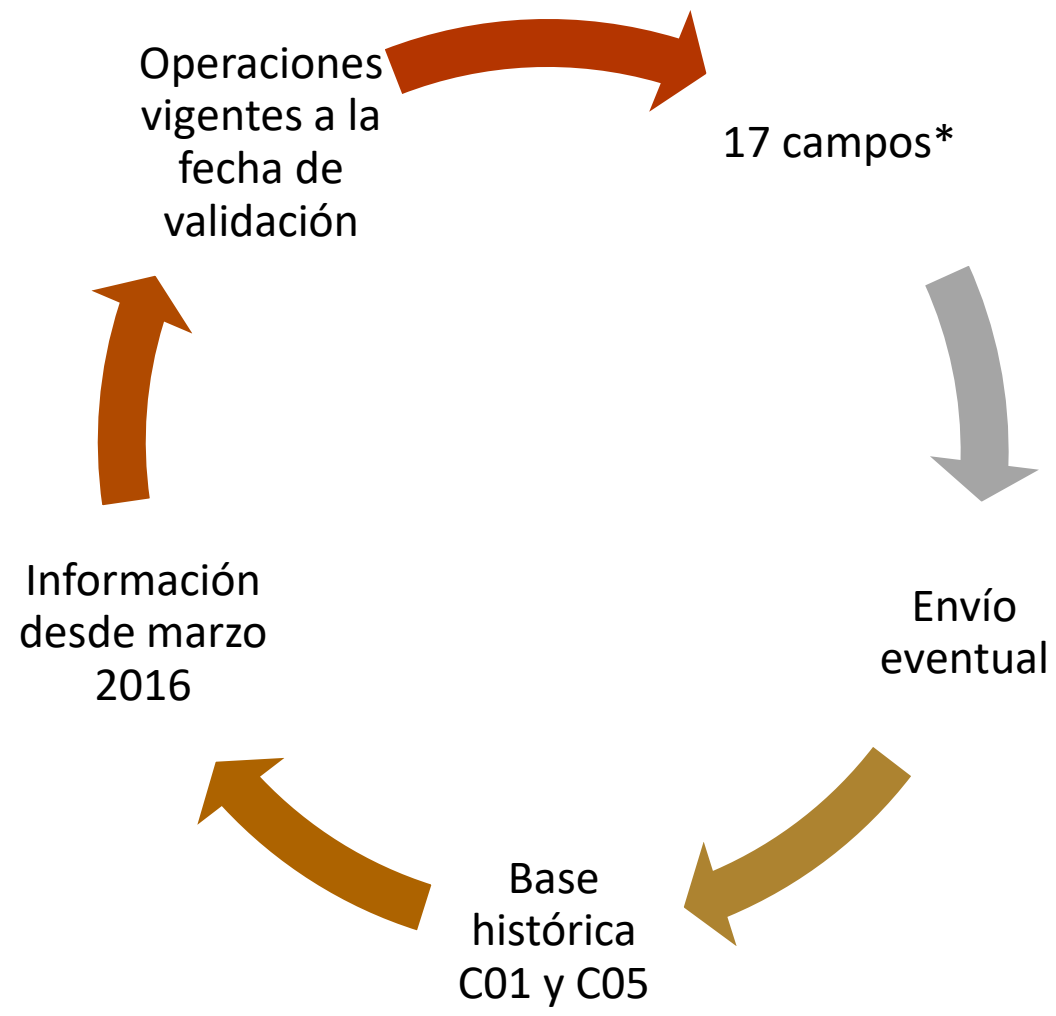 Operaciones
vigentes a la
fecha de
validación
17 campos*
Envío
eventual
Base
histórica
C01 y C05
Información
desde marzo
2016